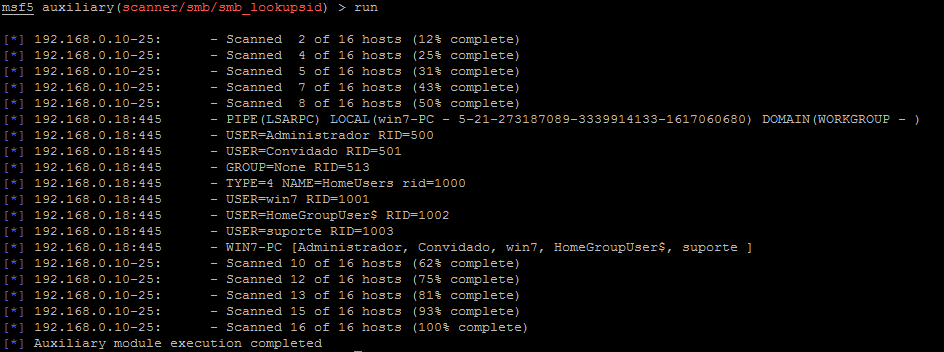 msf5 auxiliary(scanner/smb/smb_lookupsid) > run
[*] 192.168.0.10-25:      - Scanned  2 of 16 hosts (12% complete)
[*] 192.168.0.10-25:      - Scanned  4 of 16 hosts (25% complete)
[*] 192.168.0.10-25:      - Scanned  5 of 16 hosts (31% complete)
[*] 192.168.0.10-25:      - Scanned  7 of 16 hosts (43% complete)
[*] 192.168.0.10-25:      - Scanned  8 of 16 hosts (50% complete)
[*] 192.168.0.18:445      - PIPE(LSARPC) LOCAL(win7-PC - 5-21-273187089-3339914133-1617060680) DOMAIN(WORKGROUP - )
[*] 192.168.0.18:445      - USER=Administrador RID=500
[*] 192.168.0.18:445      - USER=Convidado RID=501
[*] 192.168.0.18:445      - GROUP=None RID=513
[*] 192.168.0.18:445      - TYPE=4 NAME=HomeUsers rid=1000
[*] 192.168.0.18:445      - USER=win7 RID=1001
[*] 192.168.0.18:445      - USER=HomeGroupUser$ RID=1002
[*] 192.168.0.18:445      - USER=suporte RID=1003
[*] 192.168.0.18:445      - WIN7-PC [Administrador, Convidado, win7, HomeGroupUser$, suporte ]
[*] 192.168.0.10-25:      - Scanned 10 of 16 hosts (62% complete)
[*] 192.168.0.10-25:      - Scanned 12 of 16 hosts (75% complete)
[*] 192.168.0.10-25:      - Scanned 13 of 16 hosts (81% complete)
[*] 192.168.0.10-25:      - Scanned 15 of 16 hosts (93% complete)
[*] 192.168.0.10-25:      - Scanned 16 of 16 hosts (100% complete)
[*] Auxiliary module execution completed